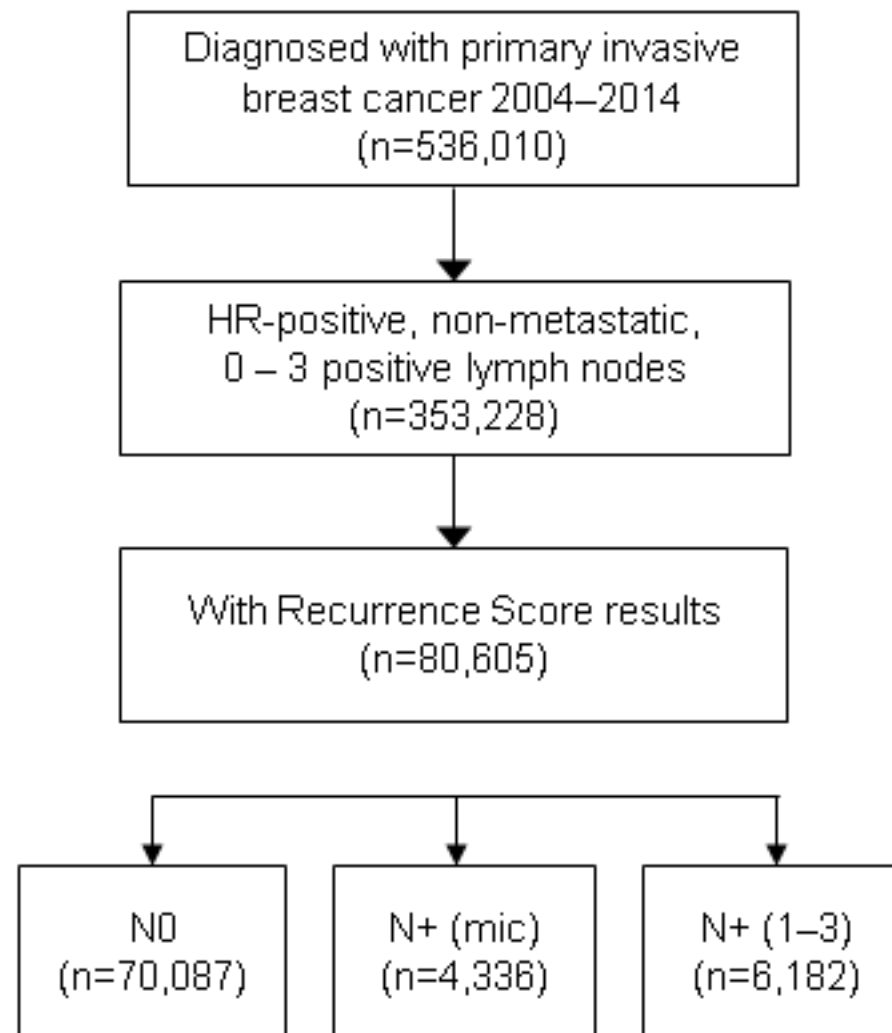 Diagnosed with primary invasive
breast cancer 2004–2014
(n=536,010)
HR-positive, non-metastatic,
0 – 3 positive lymph nodes
(n=353,228)
With Recurrence Score results
(n=80,605)
N0
(n=70,087)
N+ (mic)
(n=4,336)
N+ (1–3)
(n=6,182)